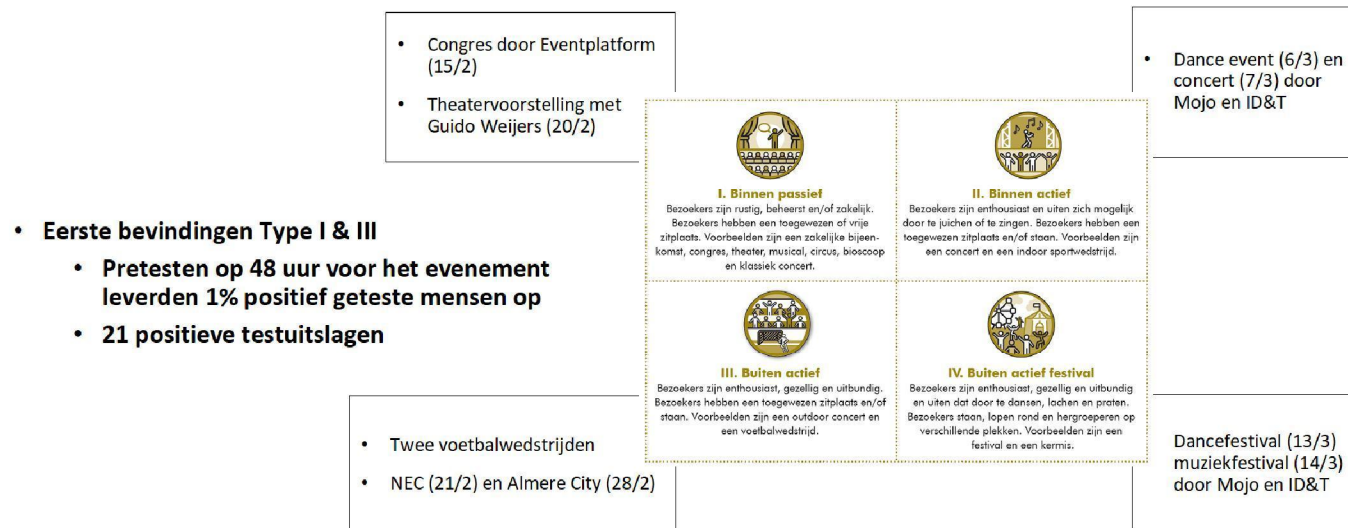 • Congres door Eventplatform
(15/2)
• Theatervoorstelling met
Guido Weijers (20/2)
• Dance event (6/3) en
concert (7/3) door
Mojo en ID&T
• Eerste bevindingen Type I & III
• Pretesten op 48 uur voor het evenement
leverden 1% positief geteste mensen op
• 21 positieve testuitslagen
I. Binnen passief
Bezoekers zijn rustig, beheerst en/of zakelijk.
Bezoekers hebben een toegewezen of vrije
zitplaats. Voorbeelden zijn een zakelijke bijeen-
komst, congres, theater, musical, circus, bioscoop
en klassiek concert.
II. Binnen actief
Bezoekers zijn enthousiast en uiten zich mogelijk
door te juichen of te zingen. Bezoekers hebben een
toegewezen zitplaats en/of staan. Voorbeelden zijn
een concert en een indoor sportwedstrijd.
III. Buiten actief
Bezoekers zijn enthousiast, gezellig en uitbundig.
Bezoekers hebben een toegewezen zitplaats en/of
staan. Voorbeelden zijn een outdoor concert en
een voetbalwedstrijd.
IV. Buiten actief festival
Bezoekers zijn enthousiast, gezellig en uitbundig
en uiten dat door te dansen, lachen en praten.
Bezoekers staan, lopen rond en hergroeperen op
verschillende plekken. Voorbeelden zijn een
festival en een kermis.
• Twee voetbalwedstrijden
• NEC (21/2) en Almere City (28/2)
Dancefestival (13/3)
muziekfestival (14/3)
door Mojo en ID&T